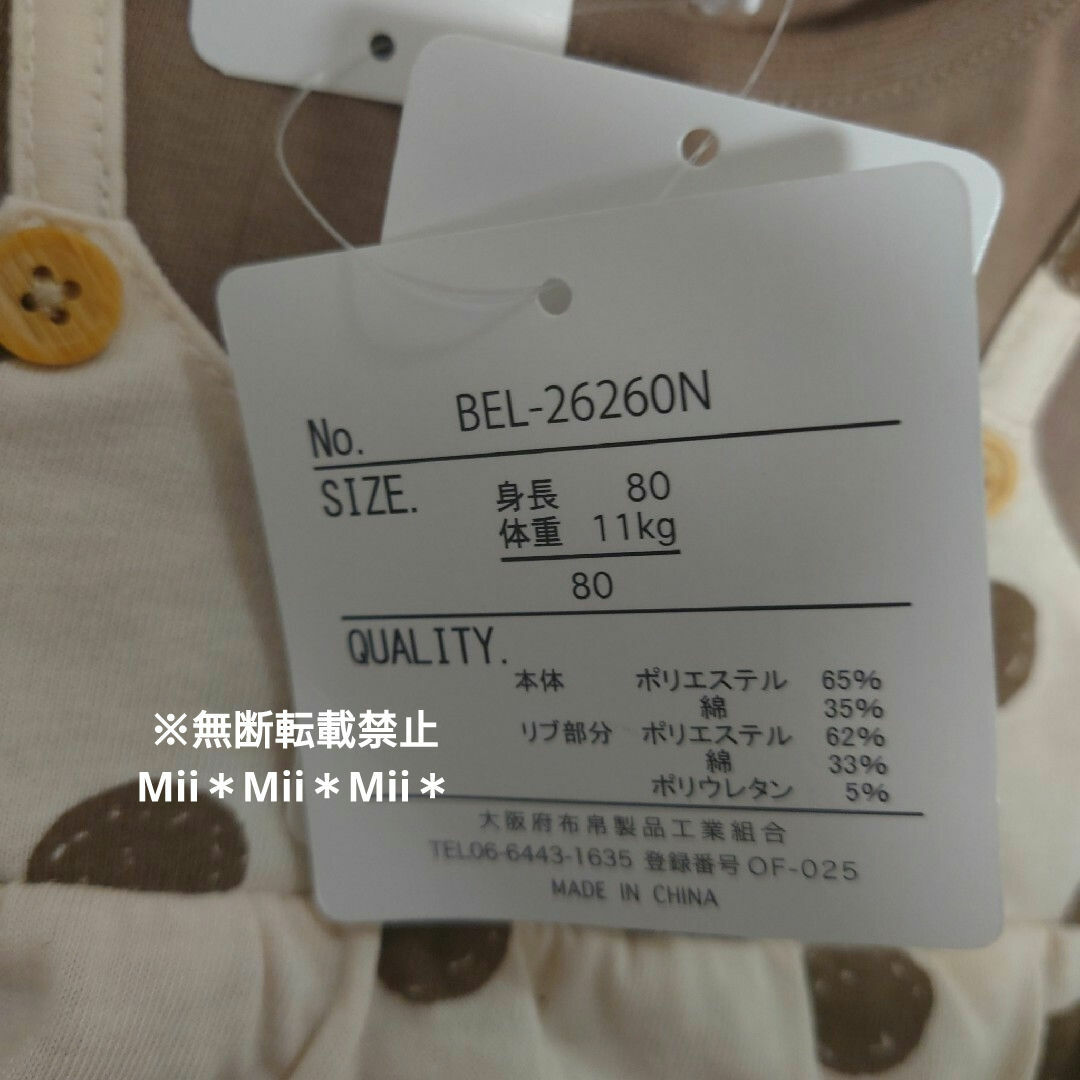 No. BEL-26260N
SIZE. 身長 80
体重 11kg
80
QUALITY.
本体 ポリエステル 65%
綿 35%
リブ部分 ポリエステル 62%
綿 33%
ポリウレタン 5%
大阪府布帛製品工業組合
TEL06-6443-1635 登録番号OF-025
MADE IN CHINA
※無断転載禁止
Mii＊Mii＊Mii＊